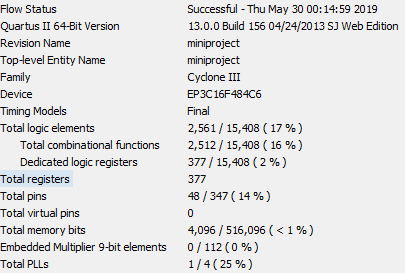 Flow Status Successful - Thu May 30 00:14:59 2019
Quartus II 64-Bit Version 13.0.0 Build 156 04/24/2013 SJ Web Edition
Revision Name miniproject
Top-level Entity Name miniproject
Family Cyclone III
Device EP3C16F484C6
Timing Models Final
Total logic elements 2,561 / 15,408 ( 17 % )
Total combinational functions 2,512 / 15,408 ( 16 % )
Dedicated logic registers 377 / 15,408 ( 2 % )
Total registers 377
Total pins 48 / 347 ( 14 % )
Total virtual pins 0
Total memory bits 4,096 / 516,096 ( < 1 % )
Embedded Multiplier 9-bit elements 0 / 112 ( 0 % )
Total PLLs 1 / 4 ( 25 % )